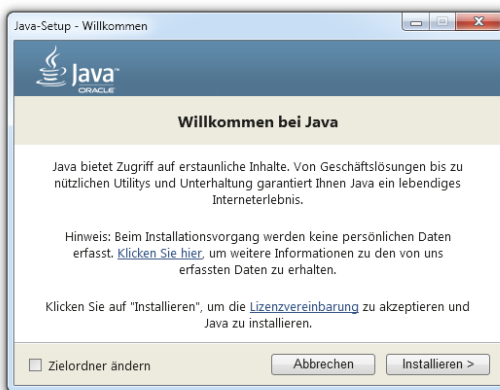 Java-Setup - Willkommen
Java™
ORACLE
Willkommen bei Java
Java bietet Zugriff auf erstaunliche Inhalte. Von Geschäftslösungen bis zu
nützlichen Utilitys und Unterhaltung garantiert Ihnen Java ein lebendiges
Interneterlebnis.
Hinweis: Beim Installationsvorgang werden keine persönlichen Daten
erfasst. Klicken Sie hier, um weitere Informationen zu den von uns
erfassten Daten zu erhalten.
Klicken Sie auf "Installieren", um die Lizenzvereinbarung zu akzeptieren und
Java zu installieren.
Zielordner ändern
Abbrechen
Installieren >